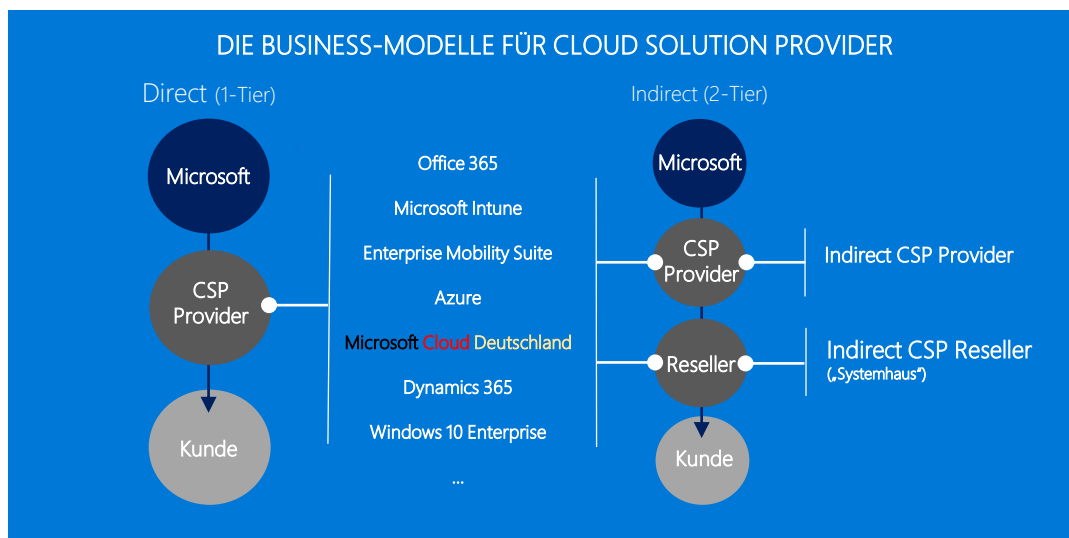 DIE BUSINESS-MODELLE FÜR CLOUD SOLUTION PROVIDER
Direct (1-Tier)
Microsoft
CSP
Provider
Kunde
Office 365
Microsoft Intune
Enterprise Mobility Suite
Azure
Microsoft Cloud Deutschland
Dynamics 365
Windows 10 Enterprise
...
Indirect (2-Tier)
Microsoft
CSP
Provider
Reseller
Kunde
Indirect CSP Provider
Indirect CSP Reseller
(„Systemhaus“)